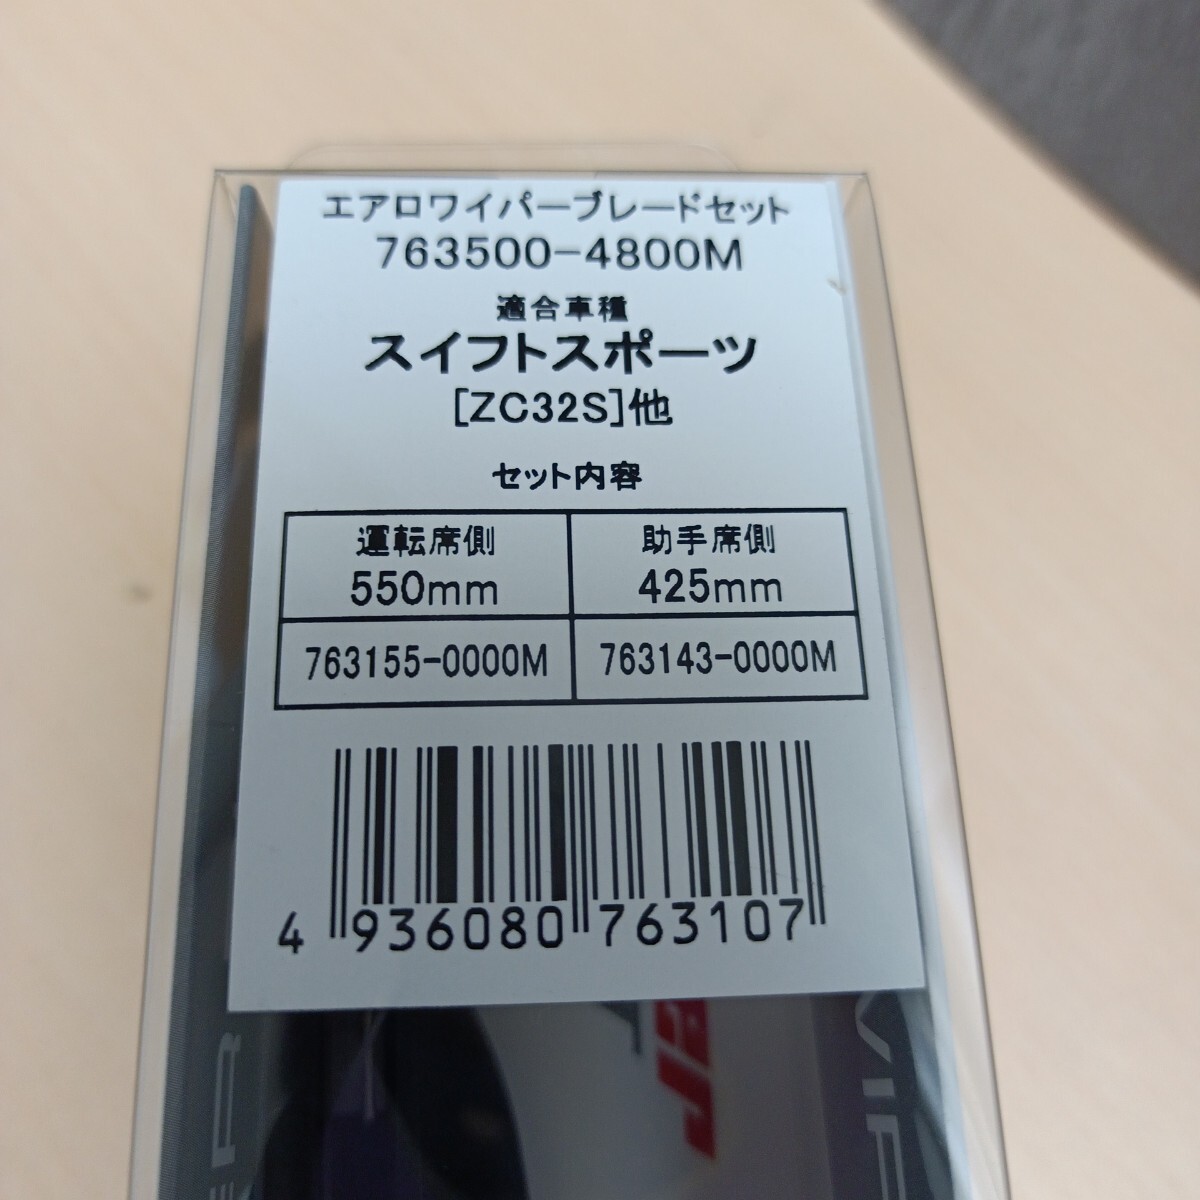 エアロワイパーブレードセット
763500-4800M
適合車種
スイフトスポーツ
[ZC32S]他
セット内容
運転席側 助手席側
550mm 425mm
763155-0000M 763143-0000M
4 936080 763107
er